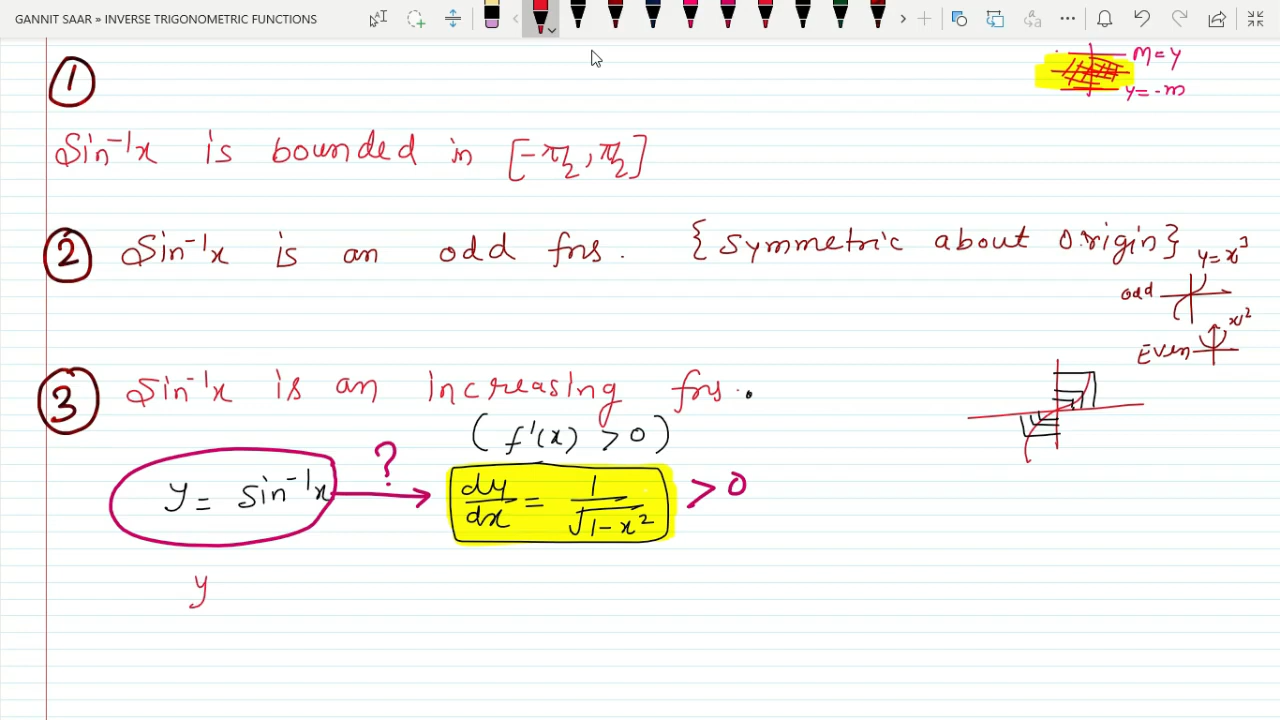 GANNIT SAAR » INVERSE TRIGONOMETRIC FUNCTIONS
1
M = y
y = -m
Sin⁻¹x is bounded in [-π/2, π/2]
2 Sin⁻¹x is an odd fns. {Symmetric about origin}
y = x³
odd
x²
Even
3 Sin⁻¹x is an increasing fns.
(f'(x) > 0)
y = sin⁻¹x ? dy/dx = 1/√1-x² > 0
y